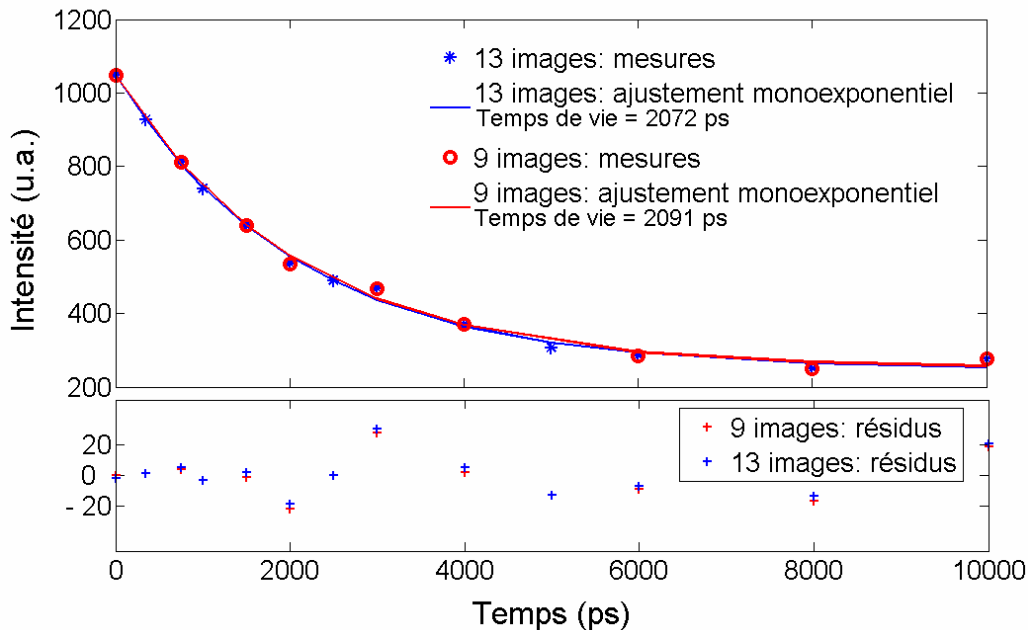 1200
1000
800
600
400
200
Intensité (u.a.)
13 images: mesures
13 images: ajustement monoexponentiel
Temps de vie = 2072 ps
9 images: mesures
9 images: ajustement monoexponentiel
Temps de vie = 2091 ps
20
0
- 20
9 images: résidus
13 images: résidus
0 2000 4000 6000 8000 10000
Temps (ps)